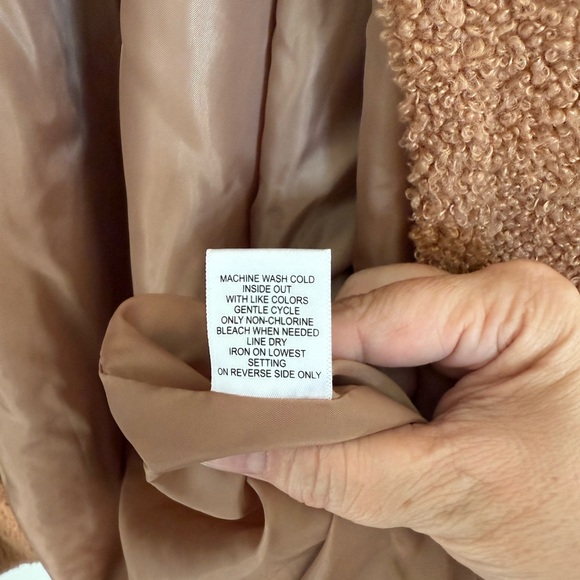 MACHINE WASH COLD
INSIDE OUT
WITH LIKE COLORS
GENTLE CYCLE
ONLY NON-CHLORINE
BLEACH WHEN NEEDED
LINE DRY
IRON ON LOWEST
SETTING
ON REVERSE SIDE ONLY